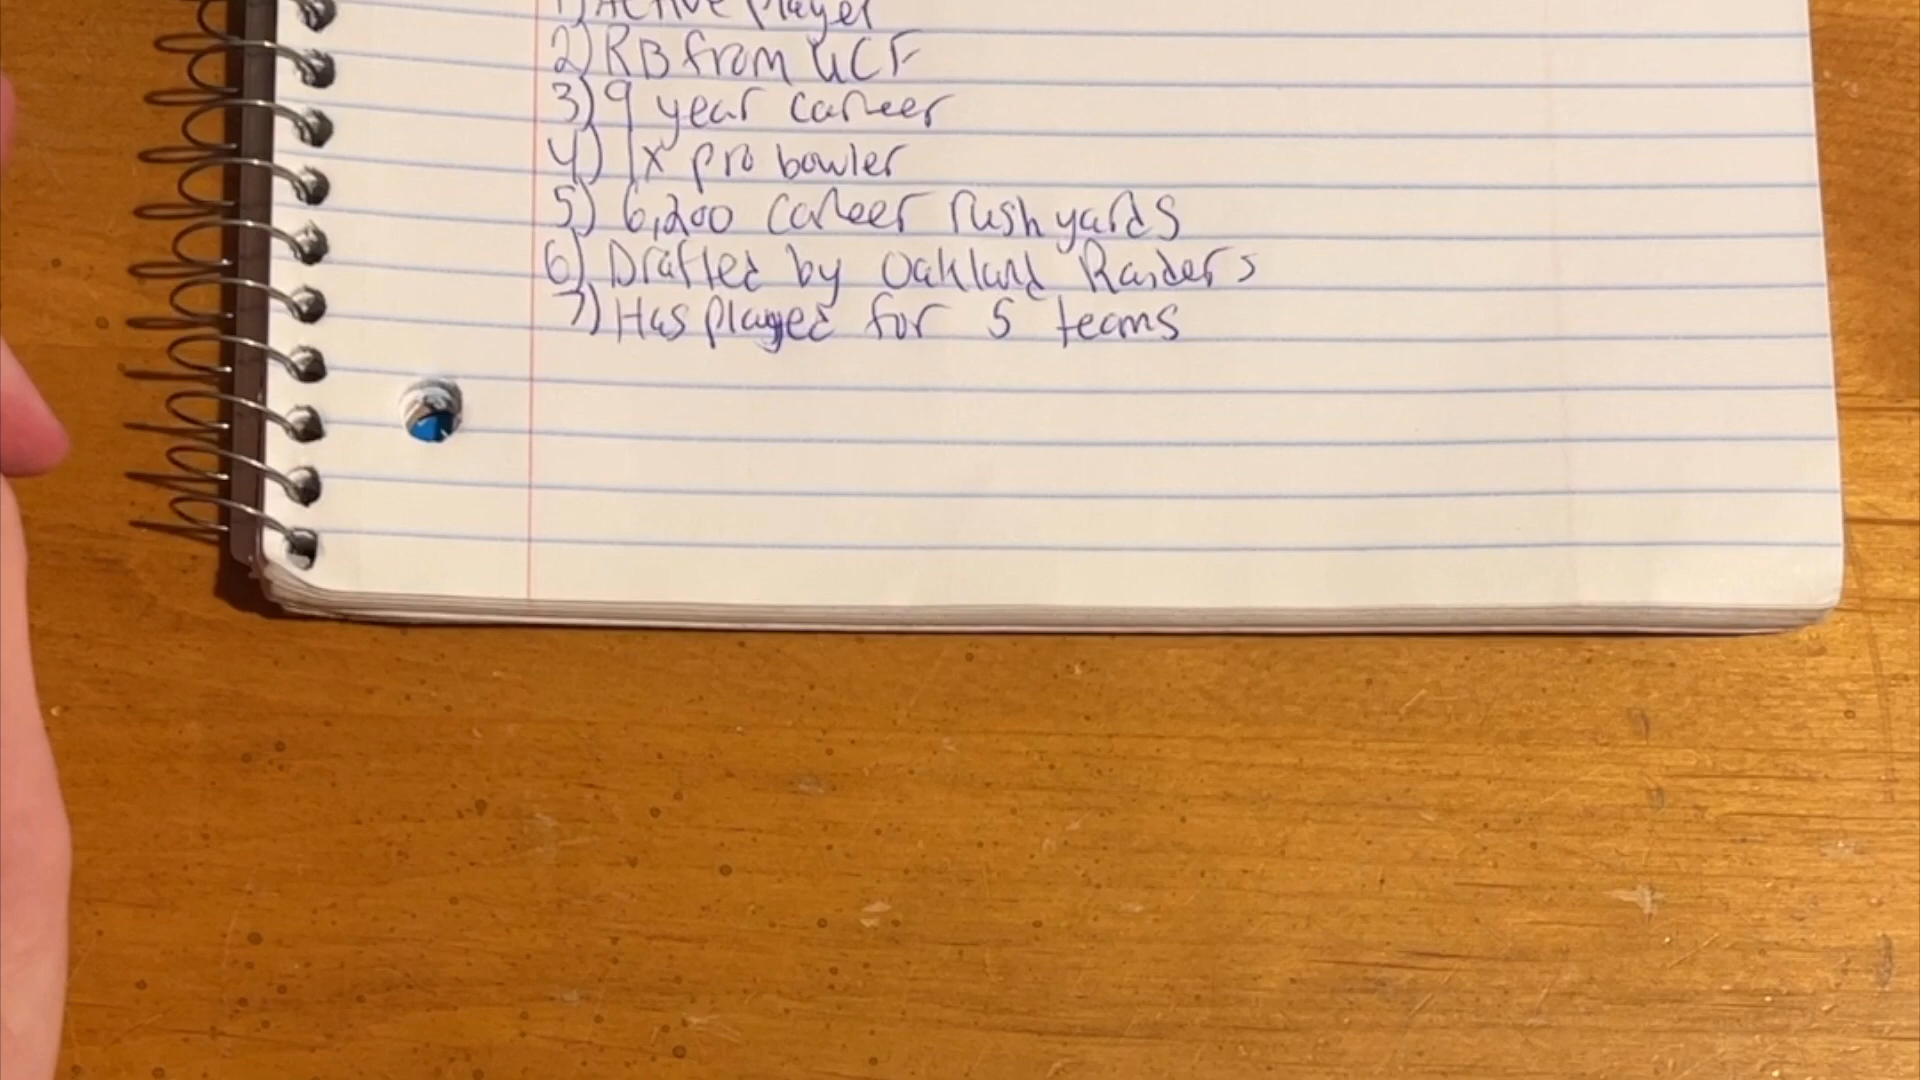 1) Active player
2) RB from UCF
3) 9 year career
4) 1x pro bowler
5) 6,200 career rush yards
6) Drafted by Oakland Raiders
7) Has played for 5 teams